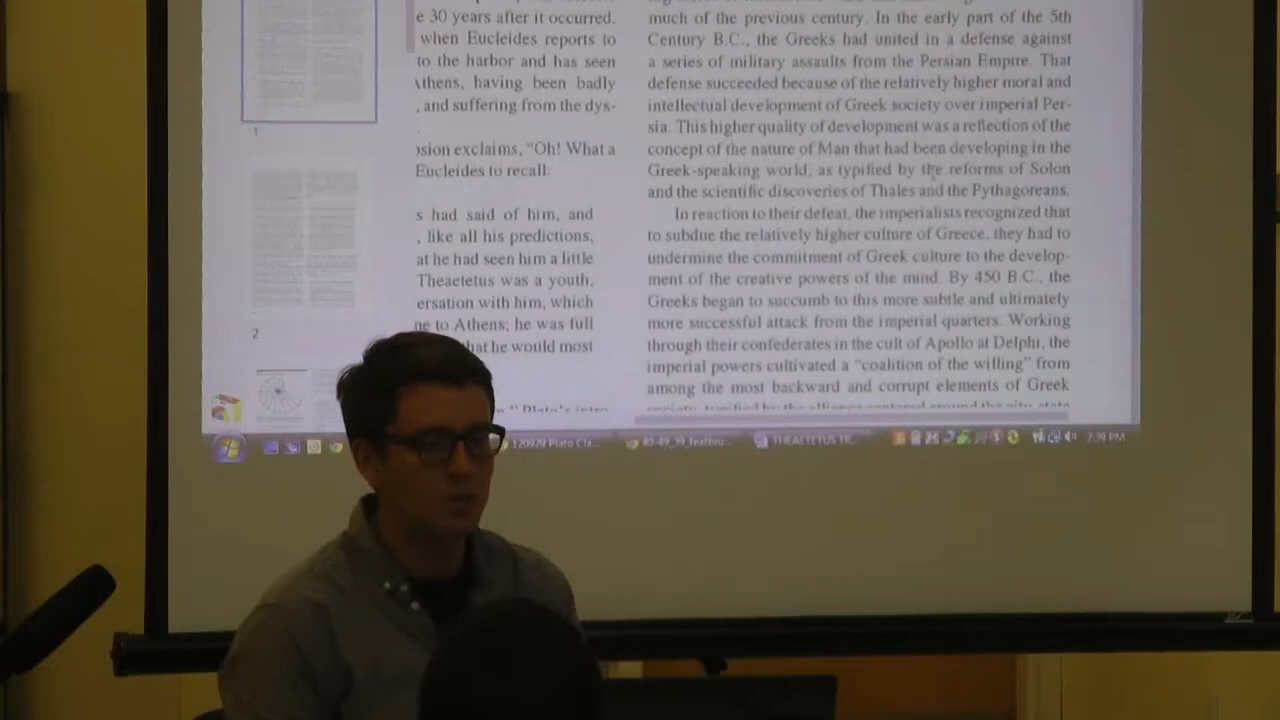 1
2
e 30 years after it occurred.
when Eucleides reports to
to the harbor and has seen
thens, having been badly
, and suffering from the dys-
.
sion exclaims, “Oh! What a
Eucleides to recall:
s had said of him, and
, like all his predictions,
at he had seen him a little
Theaetetus was a youth,
ersation with him, which
ne to Athens; he was full
hat he would most
much of the previous century. In the early part of the 5th
Century B.C., the Greeks had united in a defense against
a series of military assaults from the Persian Empire. That
defense succeeded because of the relatively higher moral and
intellectual development of Greek society over imperial Per-
sia. This higher quality of development was a reflection of the
concept of the nature of Man that had been developing in the
Greek-speaking world, as typified by the reforms of Solon
and the scientific discoveries of Thales and the Pythagoreans.
In reaction to their defeat, the imperialists recognized that
to subdue the relatively higher culture of Greece, they had to
undermine the commitment of Greek culture to the develop-
ment of the creative powers of the mind. By 450 B.C., the
Greeks began to succumb to this more subtle and ultimately
more successful attack from the imperial quarters. Working
through their confederates in the cult of Apollo at Delphi, the
imperial powers cultivated a “coalition of the willing” from
among the most backward and corrupt elements of Greek
120929 Plato Cla...
THEAETETUS TR...
2:39 PM